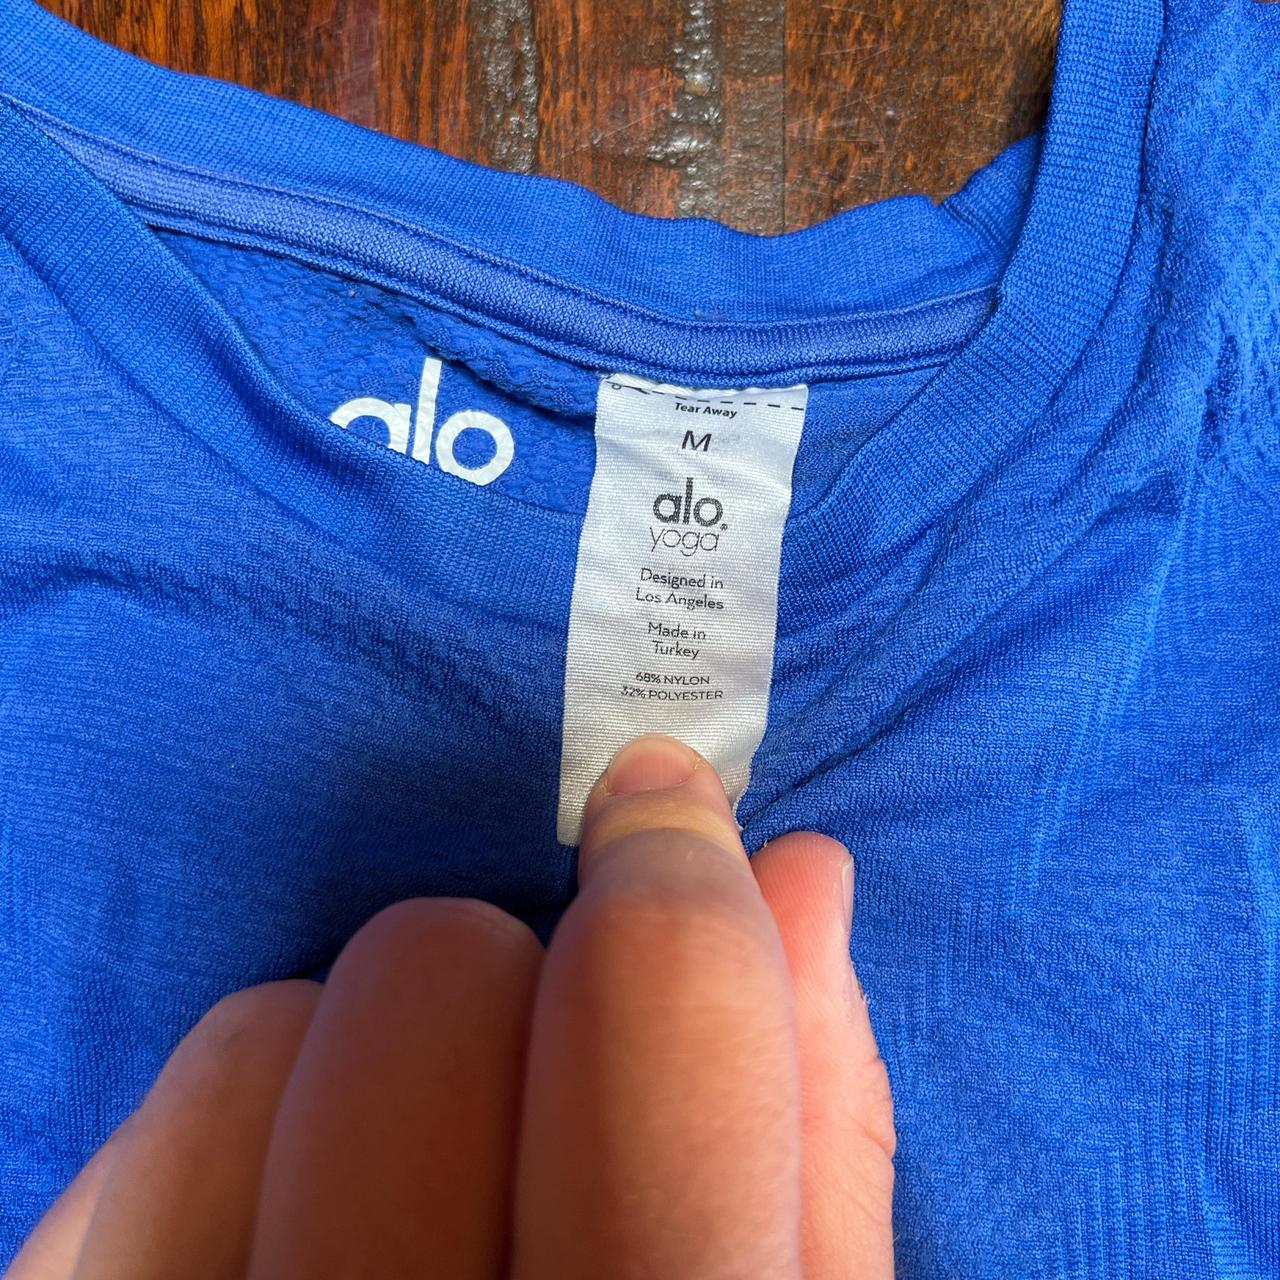 alo
Tear Away
M
alo®
yoga
Designed in
Los Angeles
Made in
Turkey
68% NYLON
32% POLYESTER